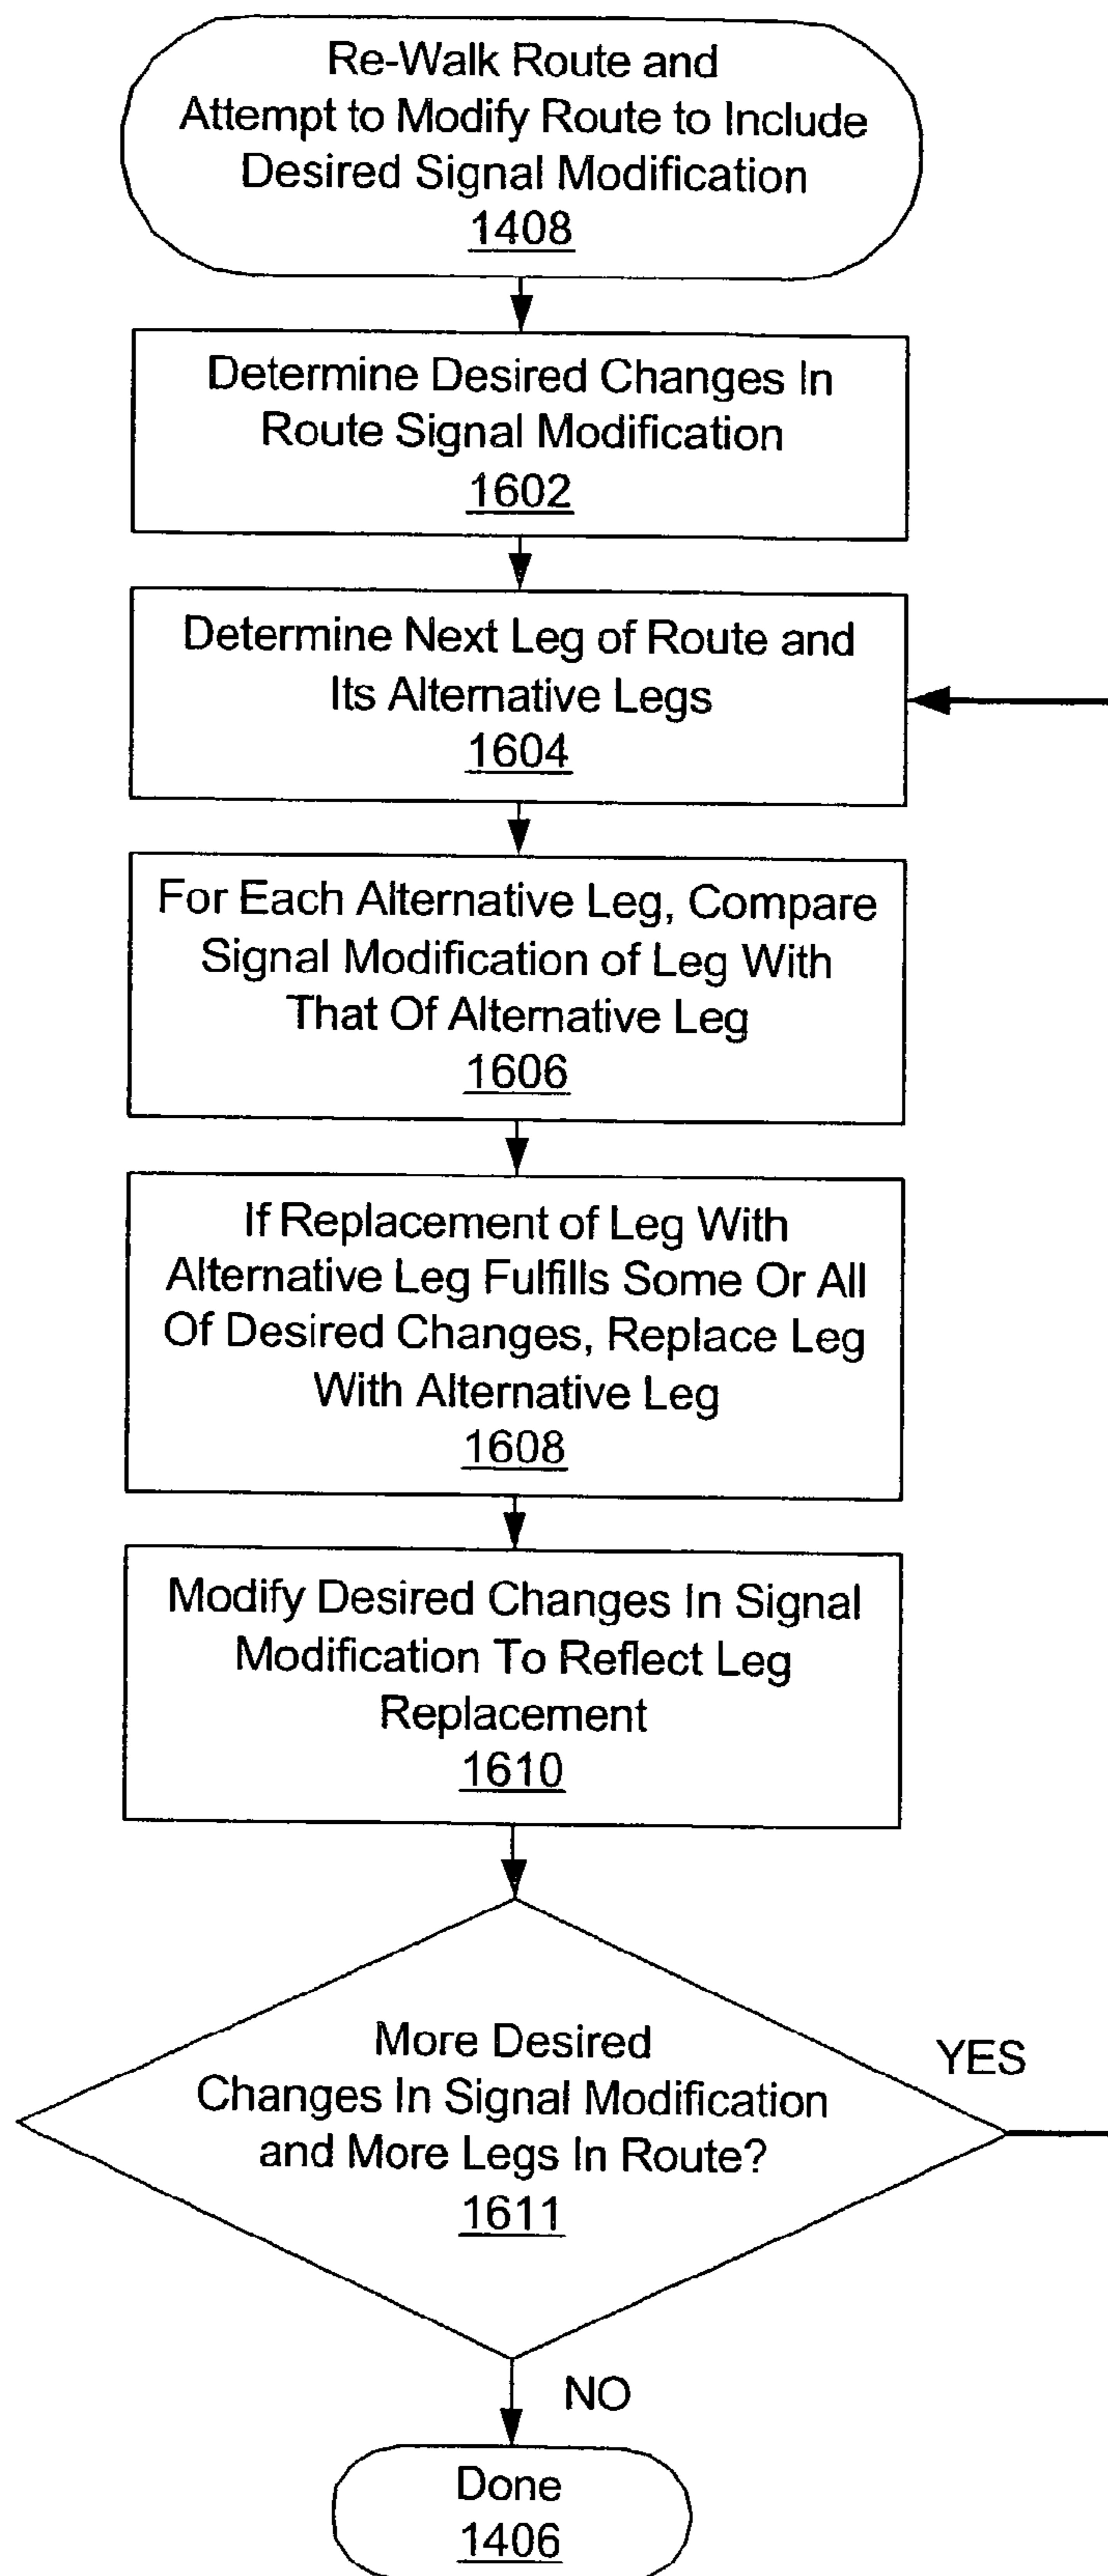 Re-Walk Route and
Attempt to Modify Route to Include
Desired Signal Modification
1408
Determine Desired Changes In
Route Signal Modification
1602
Determine Next Leg of Route and
Its Alternative Legs
1604
For Each Alternative Leg, Compare
Signal Modification of Leg With
That Of Alternative Leg
1606
If Replacement of Leg With
Alternative Leg Fulfills Some Or All
Of Desired Changes, Replace Leg
With Alternative Leg
1608
Modify Desired Changes In Signal
Modification To Reflect Leg
Replacement
1610
More Desired
Changes In Signal Modification
and More Legs In Route?
1611
YES
NO
Done
1406